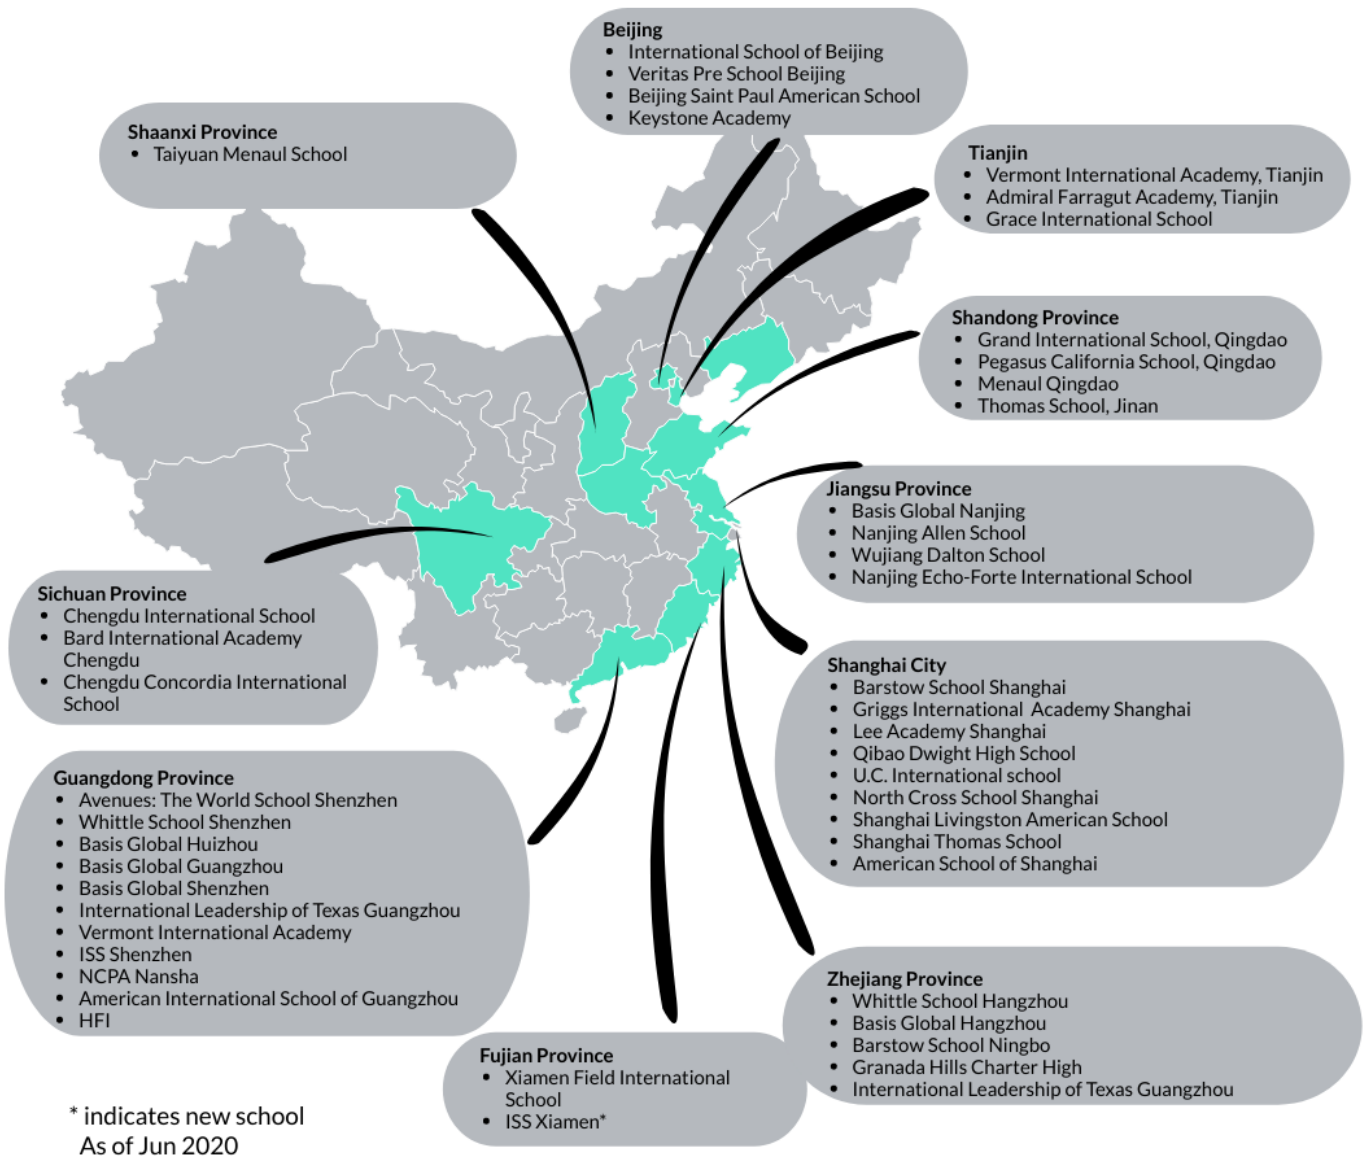 Beijing
• International School of Beijing
• Veritas Pre School Beijing
• Beijing Saint Paul American School
• Keystone Academy
Shaanxi Province
• Taiyuan Menaul School
Tianjin
• Vermont International Academy, Tianjin
• Admiral Farragut Academy, Tianjin
• Grace International School
Shandong Province
• Grand International School, Qingdao
• Pegasus California School, Qingdao
• Menaul Qingdao
• Thomas School, Jinan
Jiangsu Province
• Basis Global Nanjing
• Nanjing Allen School
• Wujiang Dalton School
• Nanjing Echo-Forte International School
Sichuan Province
• Chengdu International School
• Bard International Academy
Chengdu
• Chengdu Concordia International
School
Shanghai City
• Barstow School Shanghai
• Griggs International Academy Shanghai
• Lee Academy Shanghai
• Qibao Dwight High School
• U.C. International school
• North Cross School Shanghai
• Shanghai Livingston American School
• Shanghai Thomas School
• American School of Shanghai
Guangdong Province
• Avenues: The World School Shenzhen
• Whittle School Shenzhen
• Basis Global Huizhou
• Basis Global Guangzhou
• Basis Global Shenzhen
• International Leadership of Texas Guangzhou
• Vermont International Academy
• ISS Shenzhen
• NCPA Nansha
• American International School of Guangzhou
• HFI
Zhejiang Province
• Whittle School Hangzhou
• Basis Global Hangzhou
• Barstow School Ningbo
• Granada Hills Charter High
• International Leadership of Texas Guangzhou
Fujian Province
• Xiamen Field International
School
• ISS Xiamen*
* indicates new school
As of Jun 2020